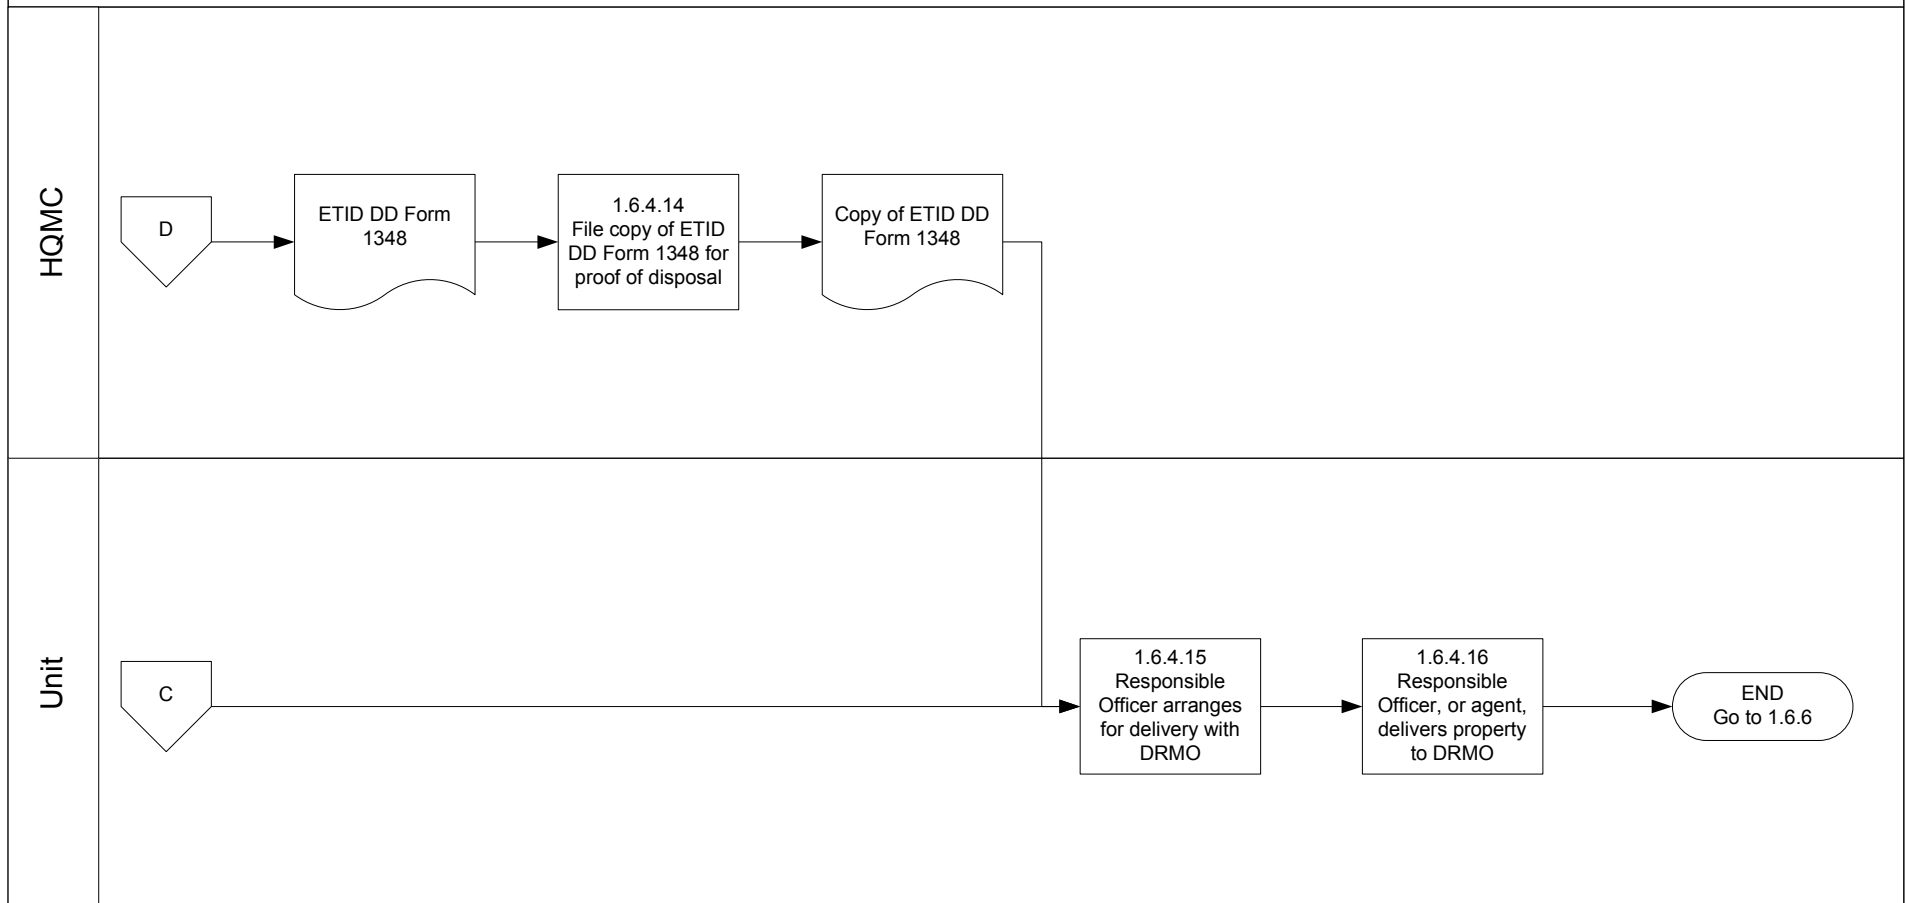 HQMC
D
ETID DD Form
1348
1.6.4.14
File copy of ETID
DD Form 1348 for
proof of disposal
Copy of ETID DD
Form 1348
Unit
C
1.6.4.15
Responsible
Officer arranges
for delivery with
DRMO
1.6.4.16
Responsible
Officer, or agent,
delivers property
to DRMO
END
Go to 1.6.6